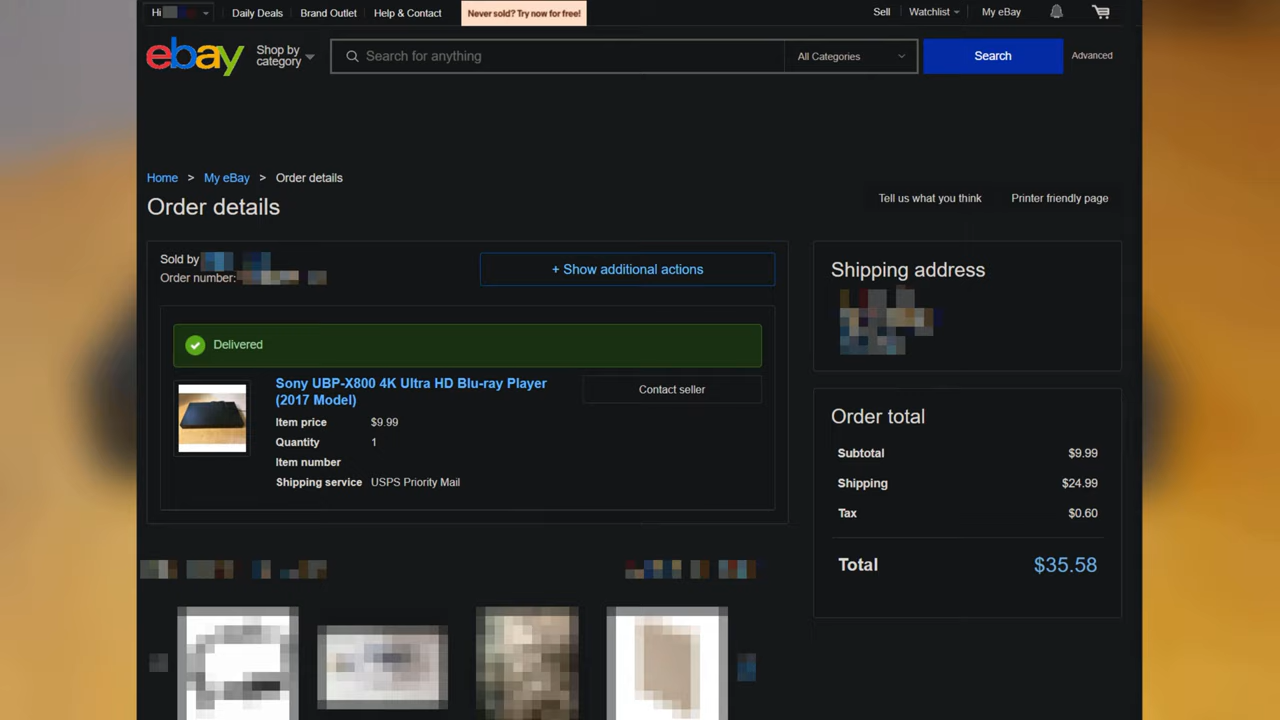 Hi
Daily Deals
Brand Outlet
Help & Contact
Never sold? Try now for free!
Sell
Watchlist
My eBay
ebay
Shop by
category
Search for anything
All Categories
Search
Advanced
Home > My eBay > Order details
Order details
Tell us what you think
Printer friendly page
Sold by
Order number:
+ Show additional actions
Delivered
Sony UBP-X800 4K Ultra HD Blu-ray Player
(2017 Model)
Contact seller
Item price $9.99
Quantity 1
Item number
Shipping service USPS Priority Mail
Shipping address
Order total
Subtotal $9.99
Shipping $24.99
Tax $0.60
Total $35.58